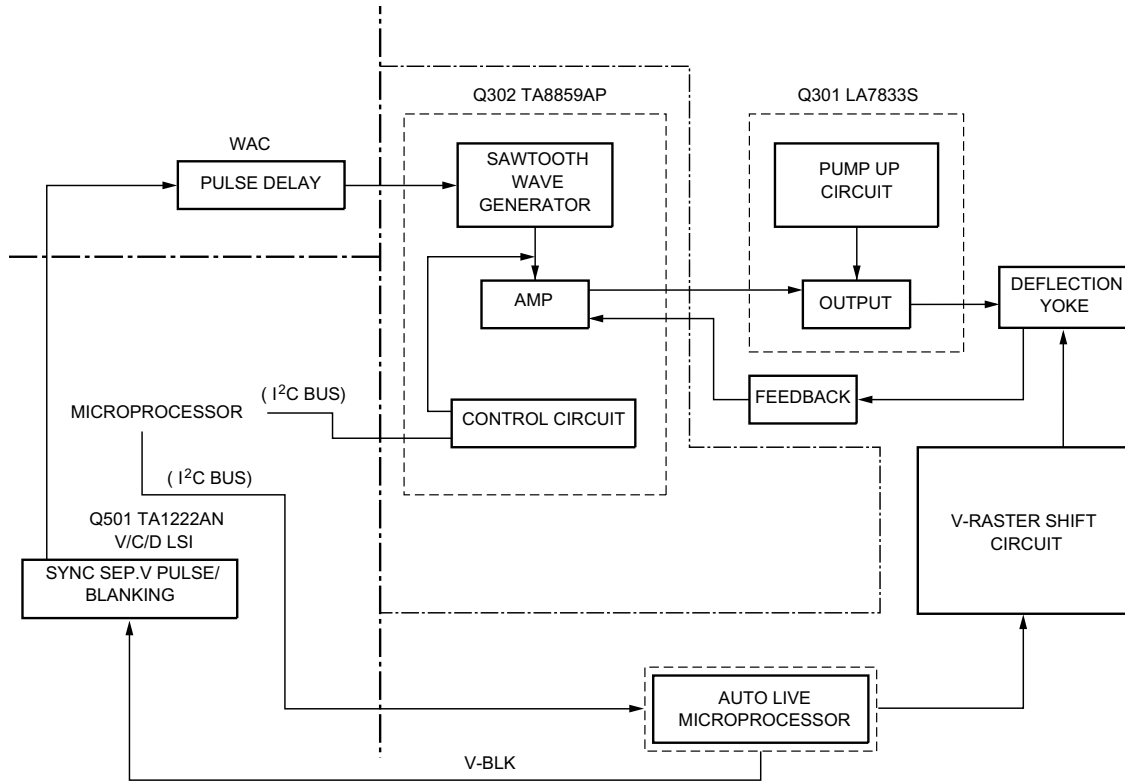 Q302 TA8859AP
Q301 LA7833S
WAC
PULSE DELAY
SAWTOOTH
WAVE
GENERATOR
PUMP UP
CIRCUIT
AMP
OUTPUT
DEFLECTION
YOKE
FEEDBACK
MICROPROCESSOR
( I²C BUS)
CONTROL CIRCUIT
( I²C BUS)
Q501 TA1222AN
V/C/D LSI
SYNC SEP.V PULSE/
BLANKING
V-RASTER SHIFT
CIRCUIT
AUTO LIVE
MICROPROCESSOR
V-BLK